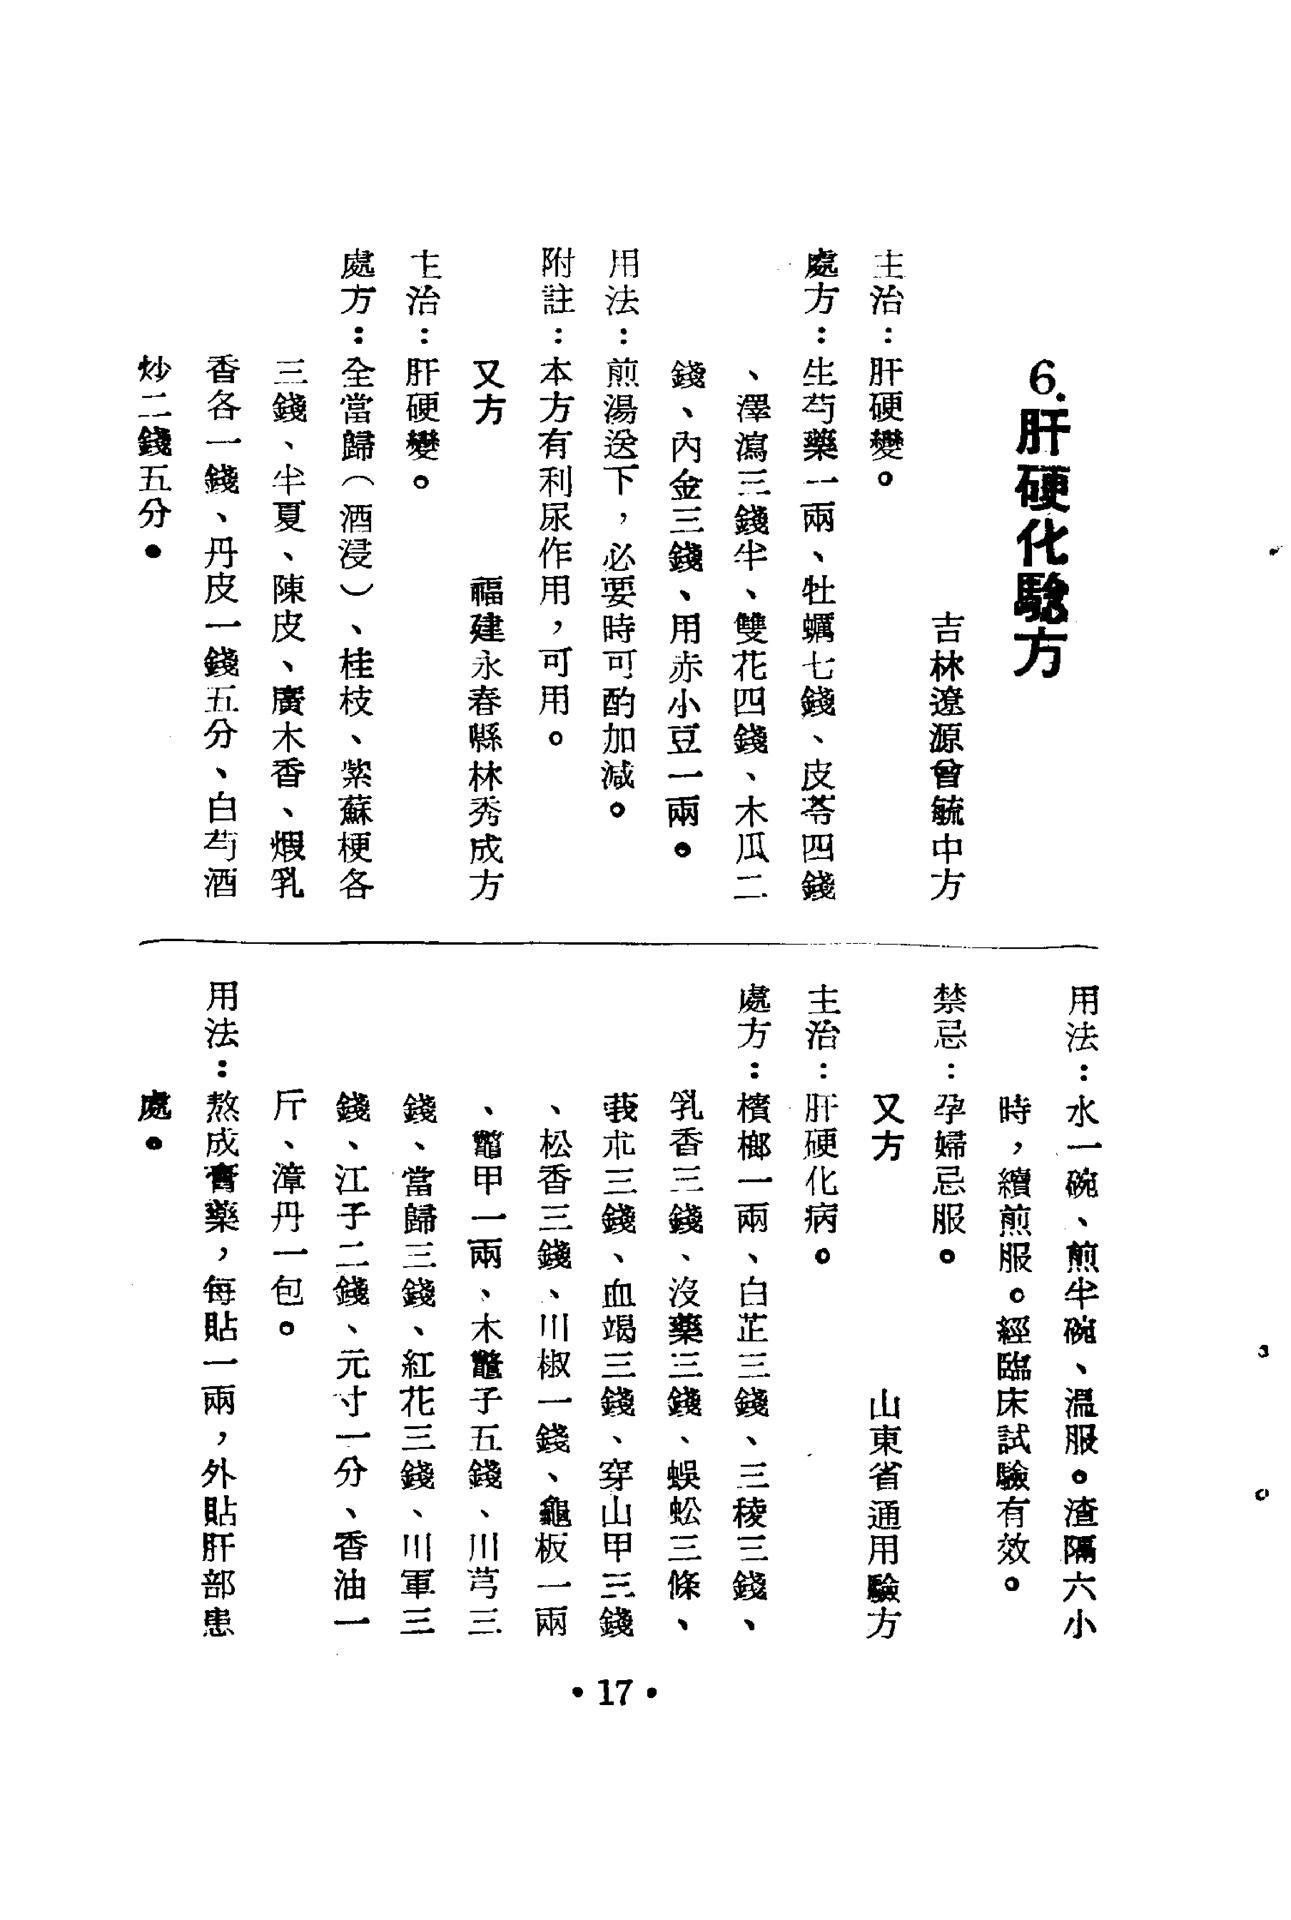 6.肝硬化驗方
吉林遼源曾毓中方
主治：肝硬變。
處方：生芍藥一兩、牡蠣七錢、皮苓四錢
、澤瀉三錢半、雙花四錢、木瓜二
錢、內金三錢、用赤小豆一兩。
用法：煎湯送下，必要時可酌加減。
附註：本方有利尿作用，可用。
又方　福建永春縣林秀成方
主治：肝硬變。
處方：全當歸（酒浸）、桂枝、紫蘇梗各
三錢、半夏、陳皮、廣木香、煅乳
香各一錢、丹皮一錢五分、白芍酒
炒二錢五分。
用法：水一碗、煎半碗、溫服。渣隔六小
時，續煎服。經臨床試驗有效。
禁忌：孕婦忌服。
又方　山東省通用驗方
主治：肝硬化病。
處方：檳榔一兩、白芷三錢、三稜三錢、
乳香三錢、沒藥三錢、蜈蚣三條、
莪朮三錢、血竭三錢、穿山甲三錢
、松香三錢、川椒一錢、龜板一兩
、鱉甲一兩、木鱉子五錢、川芎三
錢、當歸三錢、紅花三錢、川軍三
錢、江子二錢、元寸一分、香油一
斤、漳丹一包。
用法：熬成膏藥，每貼一兩，外貼肝部患
處。
•17•